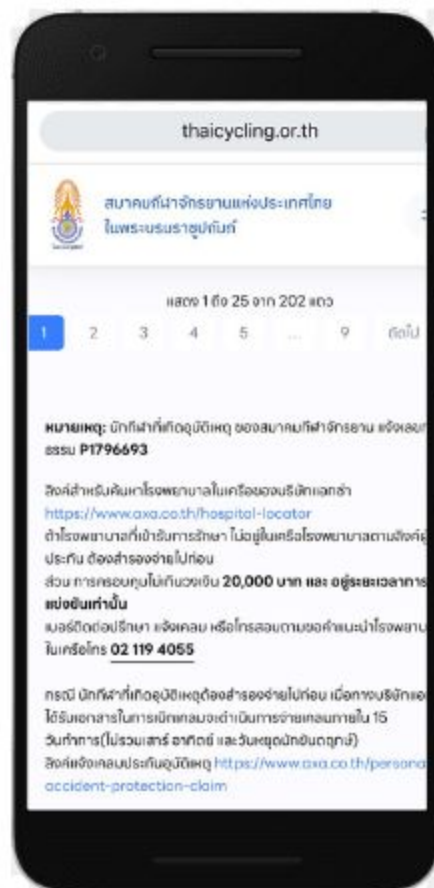 thaicycling.or.th
สมาคมกีฬาจักรยานแห่งประเทศไทย
ในพระบรมราชูปถัมภ์
แสดง 1 ถึง 25 จาก 202 แถว
1 2 3 4 5 ... 9 ถัดไป
หมายเหตุ: นักกีฬาที่เกิดอุบัติเหตุ ของสมาคมกีฬาจักรยาน แจ้งเลขก
ธรรม P1796693
ลิงค์สำหรับค้นหาโรงพยาบาลในเครือของบริษัทแอกซ่า
https://www.axa.co.th/hospital-locator
ถ้าโรงพยาบาลที่เข้ารับการรักษา ไม่อยู่ในเครือโรงพยาบาลตามลิงค์ผู้
ประกัน ต้องสำรองจ่ายไปก่อน
ส่วน การครอบคุมไม่เกินวงเงิน 20,000 บาท และ อยู่ระยะเวลาการ
แข่งขันเท่านั้น
เบอร์ติดต่อปรึกษา แจ้งเคลม หรือโทรสอบถามขอคำแนะนำโรงพยาบ
ในเครือโทร 02 119 4055
กรณี นักกีฬาที่เกิดอุบัติเหตุต้องสำรองจ่ายไปก่อน เมื่อทางบริษัทแอ
ได้รับเอกสารในการเบิกเคลมจะดำเนินการจ่ายเคลมภายใน 15
วันทำการ(ไม่รวมเสาร์ อาทิตย์ และวันหยุดนักขัตฤกษ์)
ลิงค์แจ้งเคลมประกันอุบัติเหตุ https://www.axa.co.th/persona
accident-protection-claim